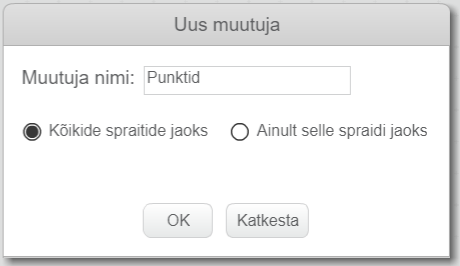 Uus muutuja
Muutuja nimi: Punktid
Kõikide spraitide jaoks Ainult selle spraidi jaoks
OK Katkesta